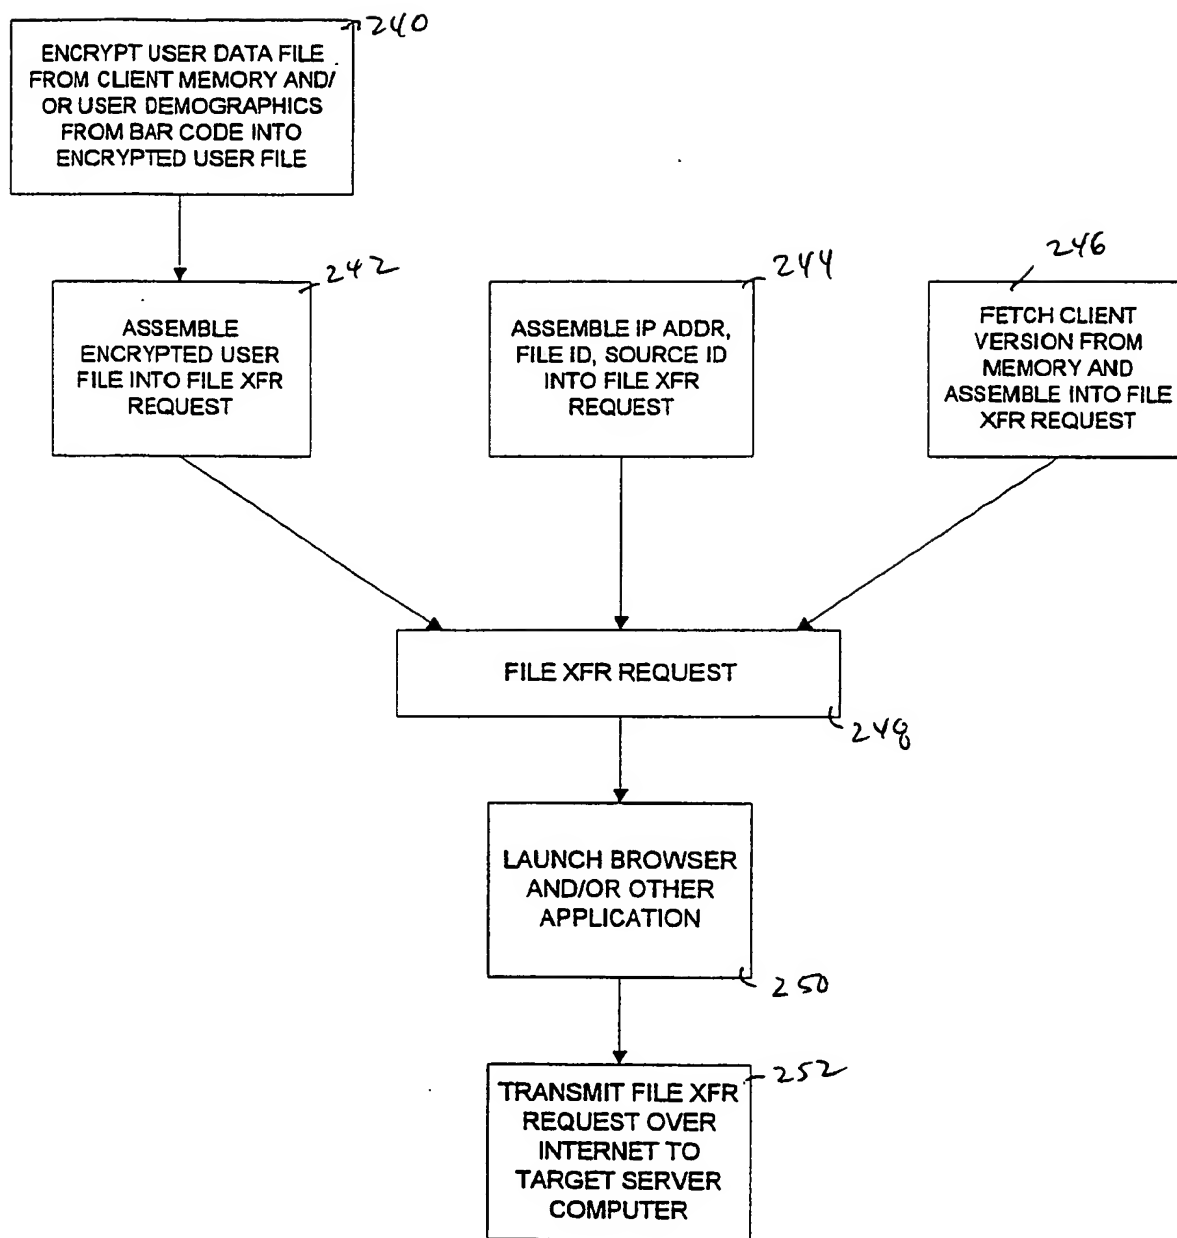 240
ENCRYPT USER DATA FILE
FROM CLIENT MEMORY AND/
OR USER DEMOGRAPHICS
FROM BAR CODE INTO
ENCRYPTED USER FILE
242
ASSEMBLE
ENCRYPTED USER
FILE INTO FILE XFR
REQUEST
244
ASSEMBLE IP ADDR,
FILE ID, SOURCE ID
INTO FILE XFR
REQUEST
246
FETCH CLIENT
VERSION FROM
MEMORY AND
ASSEMBLE INTO FILE
XFR REQUEST
FILE XFR REQUEST
248
LAUNCH BROWSER
AND/OR OTHER
APPLICATION
250
252
TRANSMIT FILE XFR
REQUEST OVER
INTERNET TO
TARGET SERVER
COMPUTER